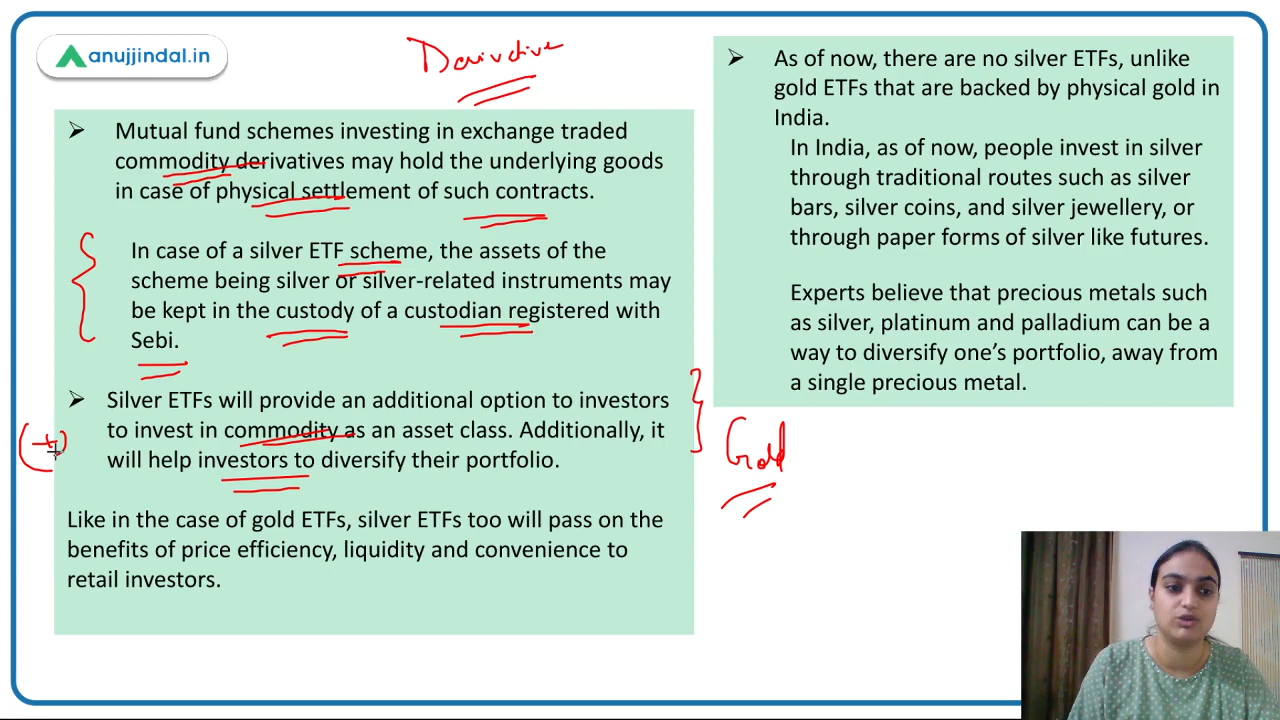 anujjindal.in
Derivative
Mutual fund schemes investing in exchange traded
commodity derivatives may hold the underlying goods
in case of physical settlement of such contracts.
In case of a silver ETF scheme, the assets of the
scheme being silver or silver-related instruments may
be kept in the custody of a custodian registered with
Sebi.
Silver ETFs will provide an additional option to investors
to invest in commodity as an asset class. Additionally, it
will help investors to diversify their portfolio.
(+)
Gold
Like in the case of gold ETFs, silver ETFs too will pass on the
benefits of price efficiency, liquidity and convenience to
retail investors.
As of now, there are no silver ETFs, unlike
gold ETFs that are backed by physical gold in
India.
In India, as of now, people invest in silver
through traditional routes such as silver
bars, silver coins, and silver jewellery, or
through paper forms of silver like futures.
Experts believe that precious metals such
as silver, platinum and palladium can be a
way to diversify one’s portfolio, away from
a single precious metal.